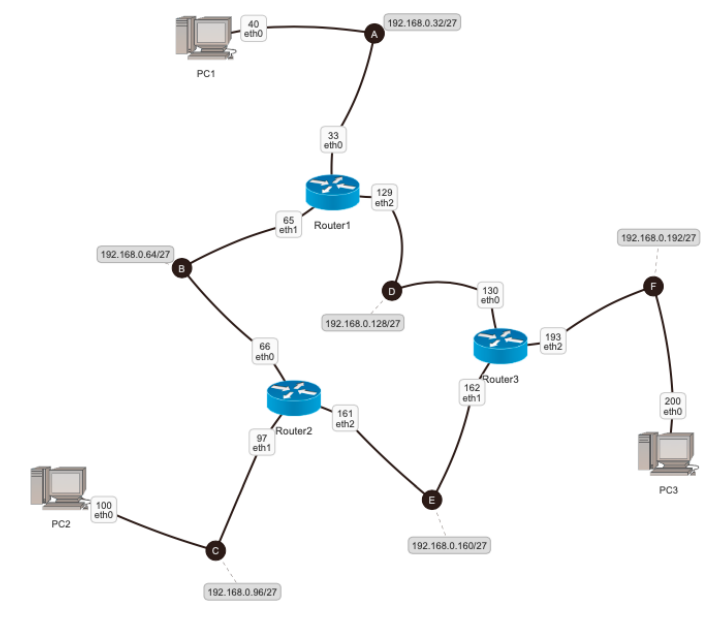 40
eth0
A
192.168.0.32/27
PC1
33
eth0
129
eth2
65
eth1
Router1
192.168.0.64/27
B
192.168.0.192/27
F
D
130
eth0
192.168.0.128/27
193
eth2
66
eth0
Router3
162
eth1
200
eth0
161
eth2
Router2
97
eth1
PC3
100
eth0
E
PC2
C
192.168.0.160/27
192.168.0.96/27